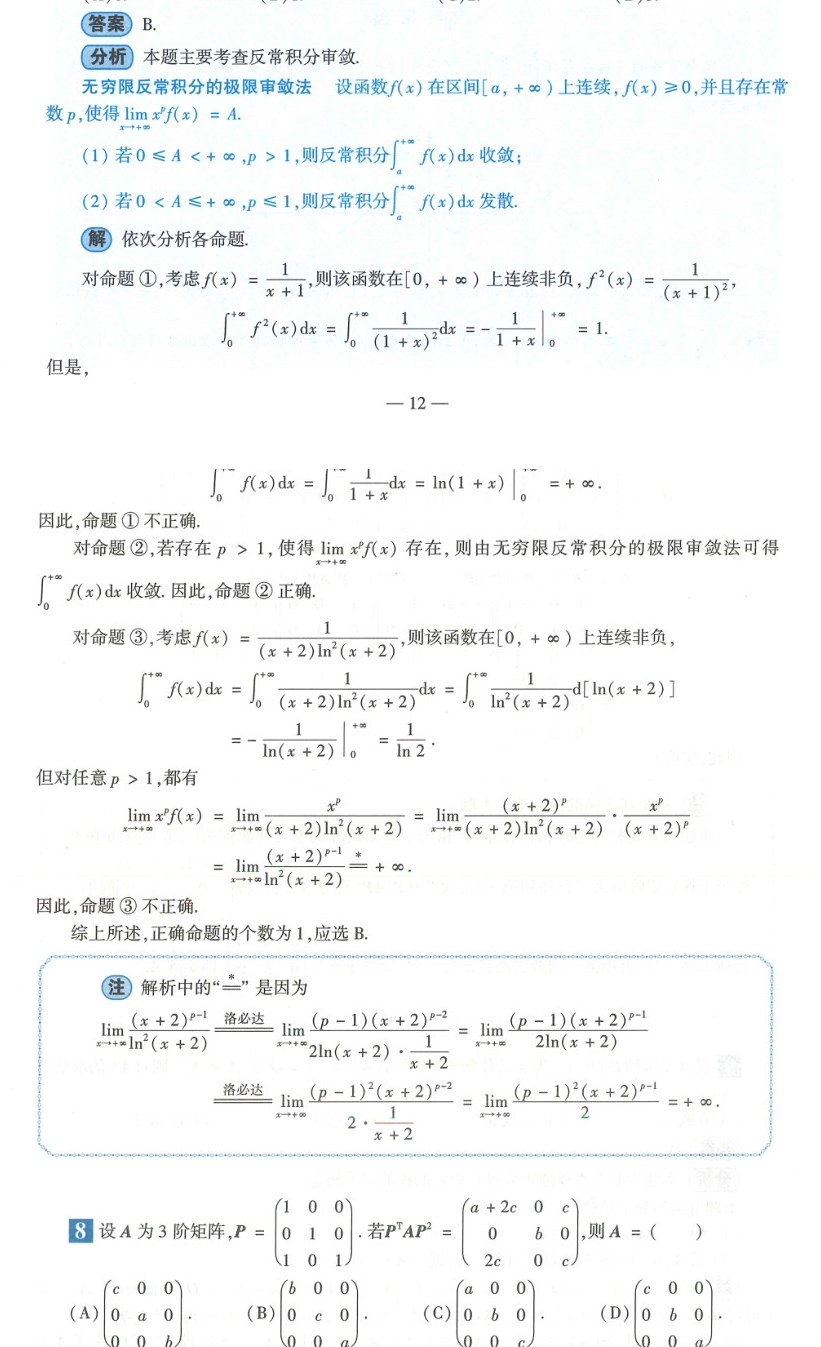 答案 B.
分析 本题主要考查反常积分审敛.
无穷限反常积分的极限审敛法 设函数f(x)在区间[a, +∞)上连续, f(x) ≥0,并且存在常
数p,使得 lim_{x→+∞} x^p f(x) = A.
(1) 若 0 ≤ A < +∞, p > 1,则反常积分∫_a^{+∞} f(x)dx 收敛;
(2) 若 0 < A ≤ +∞, p ≤ 1,则反常积分∫_a^{+∞} f(x)dx 发散.
解 依次分析各命题.
对命题 ①,考虑 f(x) = 1/(x+1),则该函数在[0, +∞)上连续非负, f²(x) = 1/(x+1)²,
∫_0^{+∞} f²(x)dx = ∫_0^{+∞} 1/(1+x)² dx = - 1/(1+x) |_0^{+∞} = 1.
但是,
— 12 —
∫_0^{+∞} f(x)dx = ∫_0^{+∞} 1/(1+x) dx = ln(1+x) |_0^{+∞} = +∞.
因此,命题 ① 不正确.
对命题 ②,若存在 p > 1, 使得 lim_{x→+∞} x^p f(x) 存在, 则由无穷限反常积分的极限审敛法可得
∫_0^{+∞} f(x)dx 收敛. 因此,命题 ② 正确.
对命题 ③,考虑 f(x) = 1/((x+2)ln²(x+2)),则该函数在[0, +∞)上连续非负,
∫_0^{+∞} f(x)dx = ∫_0^{+∞} 1/((x+2)ln²(x+2)) dx = ∫_0^{+∞} 1/ln²(x+2) d[ln(x+2)]
= - 1/ln(x+2) |_0^{+∞} = 1/ln 2.
但对任意 p > 1,都有
lim_{x→+∞} x^p f(x) = lim_{x→+∞} x^p/((x+2)ln²(x+2)) = lim_{x→+∞} (x+2)^p/((x+2)ln²(x+2)) · x^p/(x+2)^p
= lim_{x→+∞} (x+2)^{p-1}/ln²(x+2) =* +∞.
因此,命题 ③ 不正确.
综上所述,正确命题的个数为 1,应选 B.
注 解析中的“=*”是因为
lim_{x→+∞} (x+2)^{p-1}/ln²(x+2) =洛必达= lim_{x→+∞} (p-1)(x+2)^{p-2}/(2ln(x+2) · 1/(x+2)) = lim_{x→+∞} (p-1)(x+2)^{p-1}/(2ln(x+2))
=洛必达= lim_{x→+∞} (p-1)²(x+2)^{p-2}/(2 · 1/(x+2)) = lim_{x→+∞} (p-1)²(x+2)^{p-1}/2 = +∞.
8 设 A 为 3 阶矩阵, P = (1 0 0; 0 1 0; 1 0 1). 若 P^T A P² = (a+2c 0 c; 0 b 0; 2c 0 c),则 A = ( )
(A) (c 0 0; 0 a 0; 0 0 b). (B) (b 0 0; 0 c 0; 0 0 a). (C) (a 0 0; 0 b 0; 0 0 c). (D) (c 0 0; 0 b 0; 0 0 a).